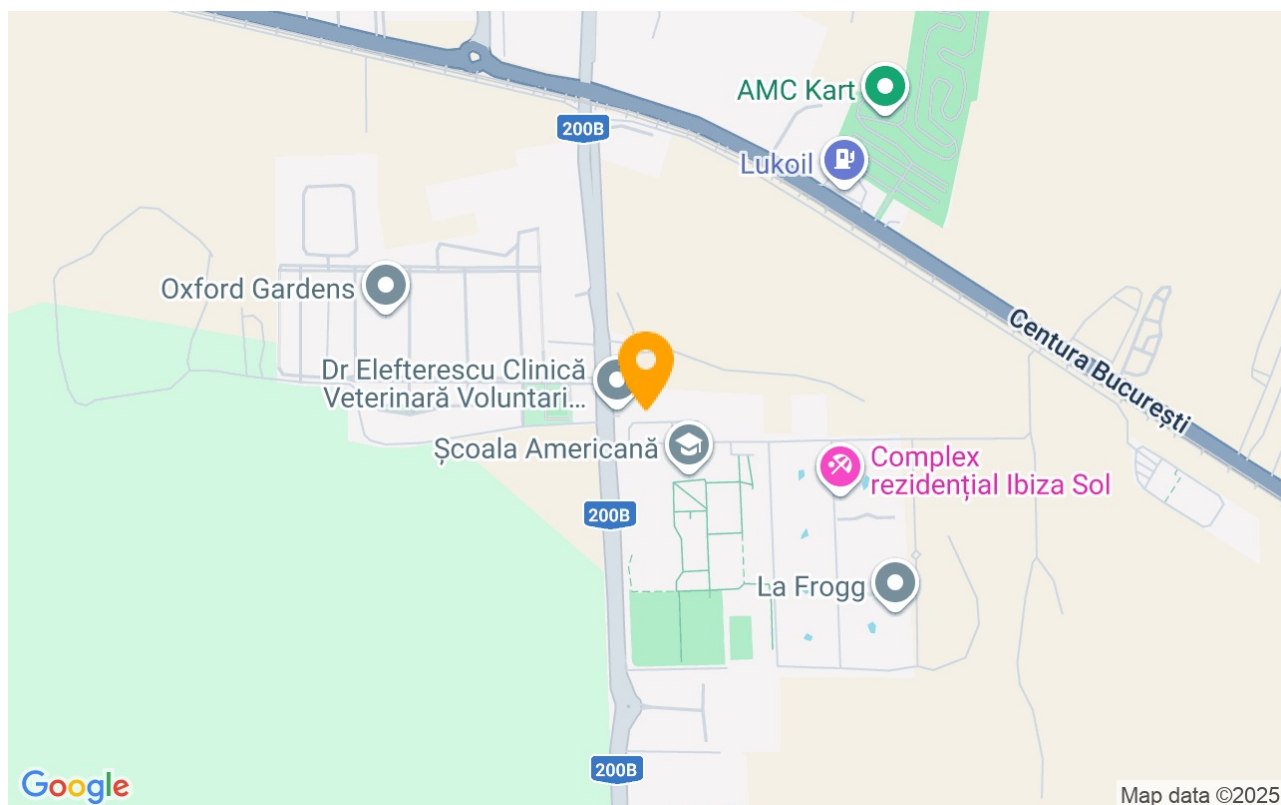 AMC Kart
200B
Lukoil
Oxford Gardens
Centura București
Dr Elefterescu Clinică
Veterinară Voluntari...
Școala Americană
Complex
rezidențial Ibiza Sol
200B
La Frogg
200B
Google
Map data ©2025